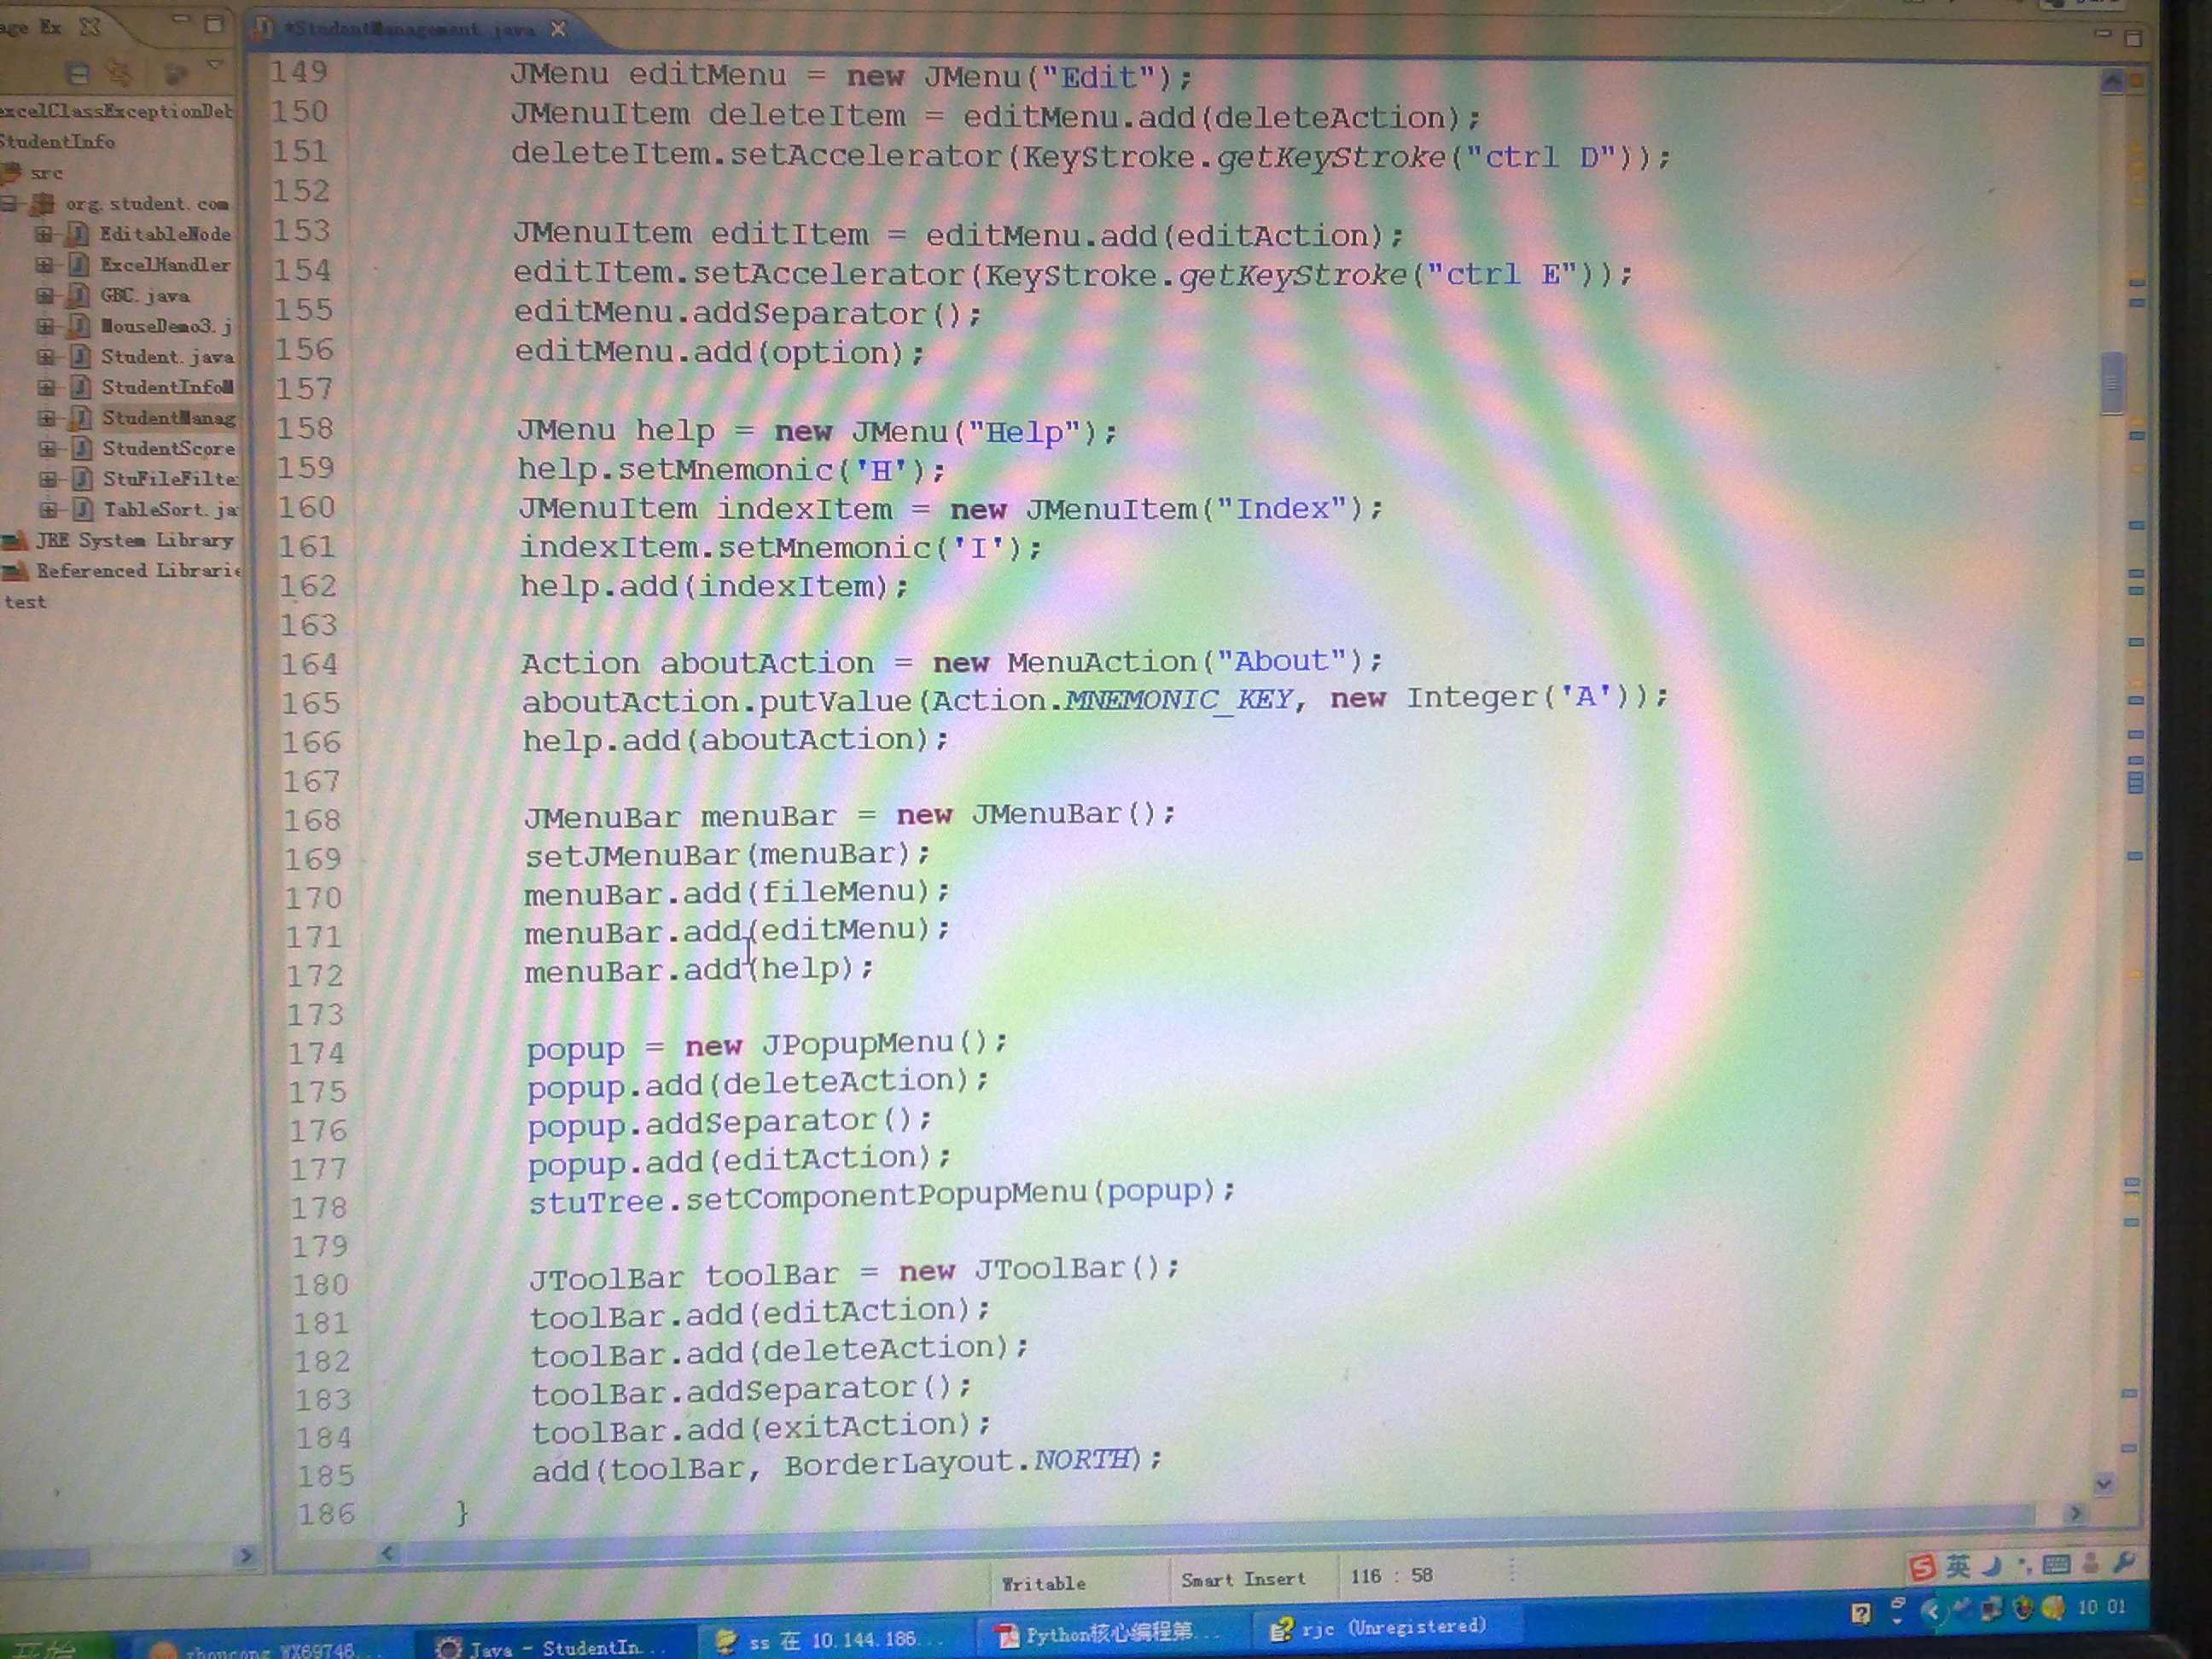 age Ex
*StudentManagement.java
excelClassExceptionDeb
StudentInfo
src
org.student.com
EditableNode
ExcelHandler
GBC.java
MouseDemo3.j
Student.java
StudentInfoM
StudentManag
StudentScore
StuFileFilte
TableSort.ja
JRE System Library
Referenced Librarie
test
149 JMenu editMenu = new JMenu("Edit");
150 JMenuItem deleteItem = editMenu.add(deleteAction);
151 deleteItem.setAccelerator(KeyStroke.getKeyStroke("ctrl D"));
152
153 JMenuItem editItem = editMenu.add(editAction);
154 editItem.setAccelerator(KeyStroke.getKeyStroke("ctrl E"));
155 editMenu.addSeparator();
156 editMenu.add(option);
157
158 JMenu help = new JMenu("Help");
159 help.setMnemonic('H');
160 JMenuItem indexItem = new JMenuItem("Index");
161 indexItem.setMnemonic('I');
162 help.add(indexItem);
163
164 Action aboutAction = new MenuAction("About");
165 aboutAction.putValue(Action.MNEMONIC_KEY, new Integer('A'));
166 help.add(aboutAction);
167
168 JMenuBar menuBar = new JMenuBar();
169 setJMenuBar(menuBar);
170 menuBar.add(fileMenu);
171 menuBar.add(editMenu);
172 menuBar.add(help);
173
174 popup = new JPopupMenu();
175 popup.add(deleteAction);
176 popup.addSeparator();
177 popup.add(editAction);
178 stuTree.setComponentPopupMenu(popup);
179
180 JToolBar toolBar = new JToolBar();
181 toolBar.add(editAction);
182 toolBar.add(deleteAction);
183 toolBar.addSeparator();
184 toolBar.add(exitAction);
185 add(toolBar, BorderLayout.NORTH);
186 }
Writable Smart Insert 116 : 58
英
Java - StudentIn... ss 在 10.144.186... Python核心编程第... rjc (Unregistered) 10:01